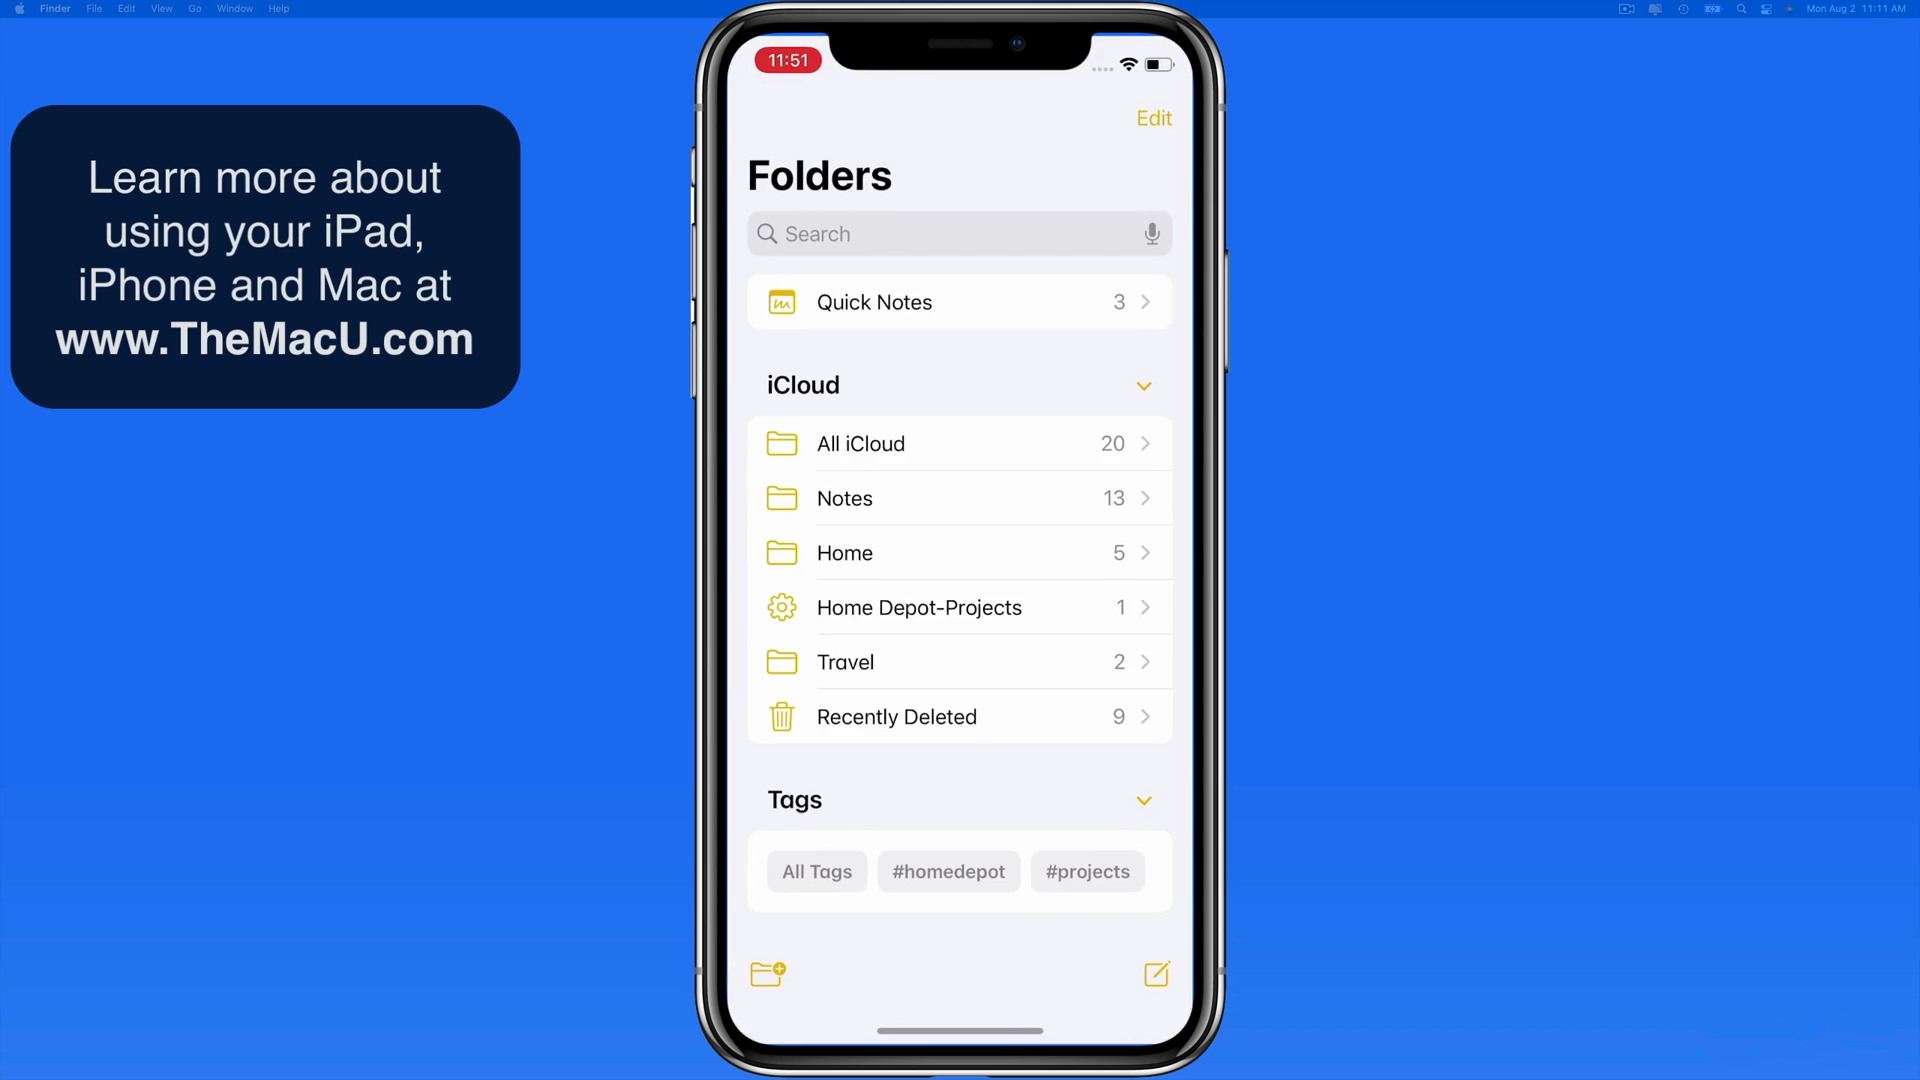 Finder File Edit View Go Window Help
Mon Aug 2 11:11 AM
Learn more about
using your iPad,
iPhone and Mac at
www.TheMacU.com
11:51
Edit
Folders
Search
Quick Notes 3
iCloud
All iCloud 20
Notes 13
Home 5
Home Depot-Projects 1
Travel 2
Recently Deleted 9
Tags
All Tags #homedepot #projects